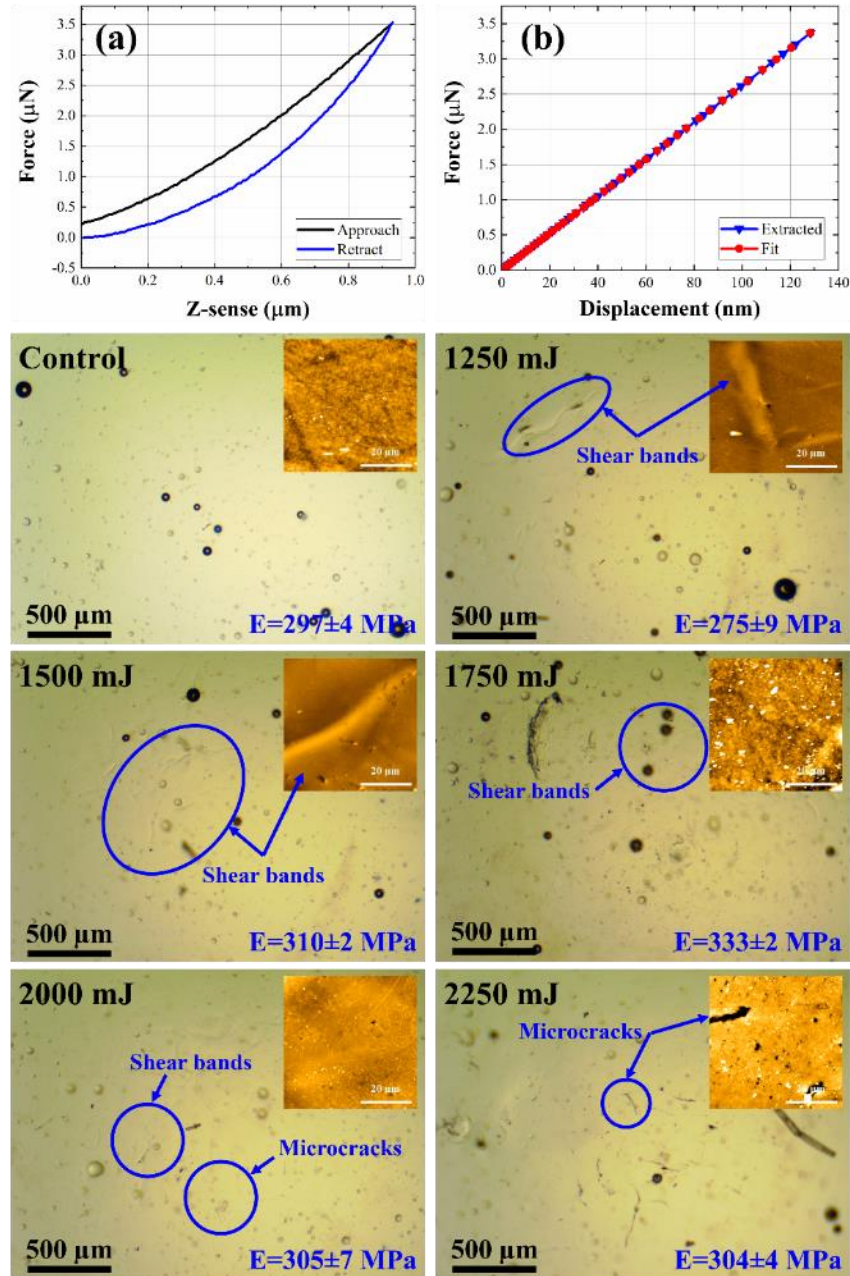 (a)
3.5
3.0
2.5
2.0
1.5
1.0
0.5
0.0
-0.5
Force (μN)
Approach
Retract
0.0 0.2 0.4 0.6 0.8 1.0
Z-sense (μm)
(b)
3.5
3.0
2.5
2.0
1.5
1.0
0.5
0.0
Force (μN)
Extracted
Fit
0 20 40 60 80 100 120 140
Displacement (nm)
Control
20 μm
500 μm
E=297±4 MPa
1250 mJ
Shear bands
20 μm
500 μm
E=275±9 MPa
1500 mJ
20 μm
Shear bands
500 μm
E=310±2 MPa
1750 mJ
20 μm
Shear bands
500 μm
E=333±2 MPa
2000 mJ
20 μm
Shear bands
Microcracks
500 μm
E=305±7 MPa
2250 mJ
Microcracks
μm
500 μm
E=304±4 MPa